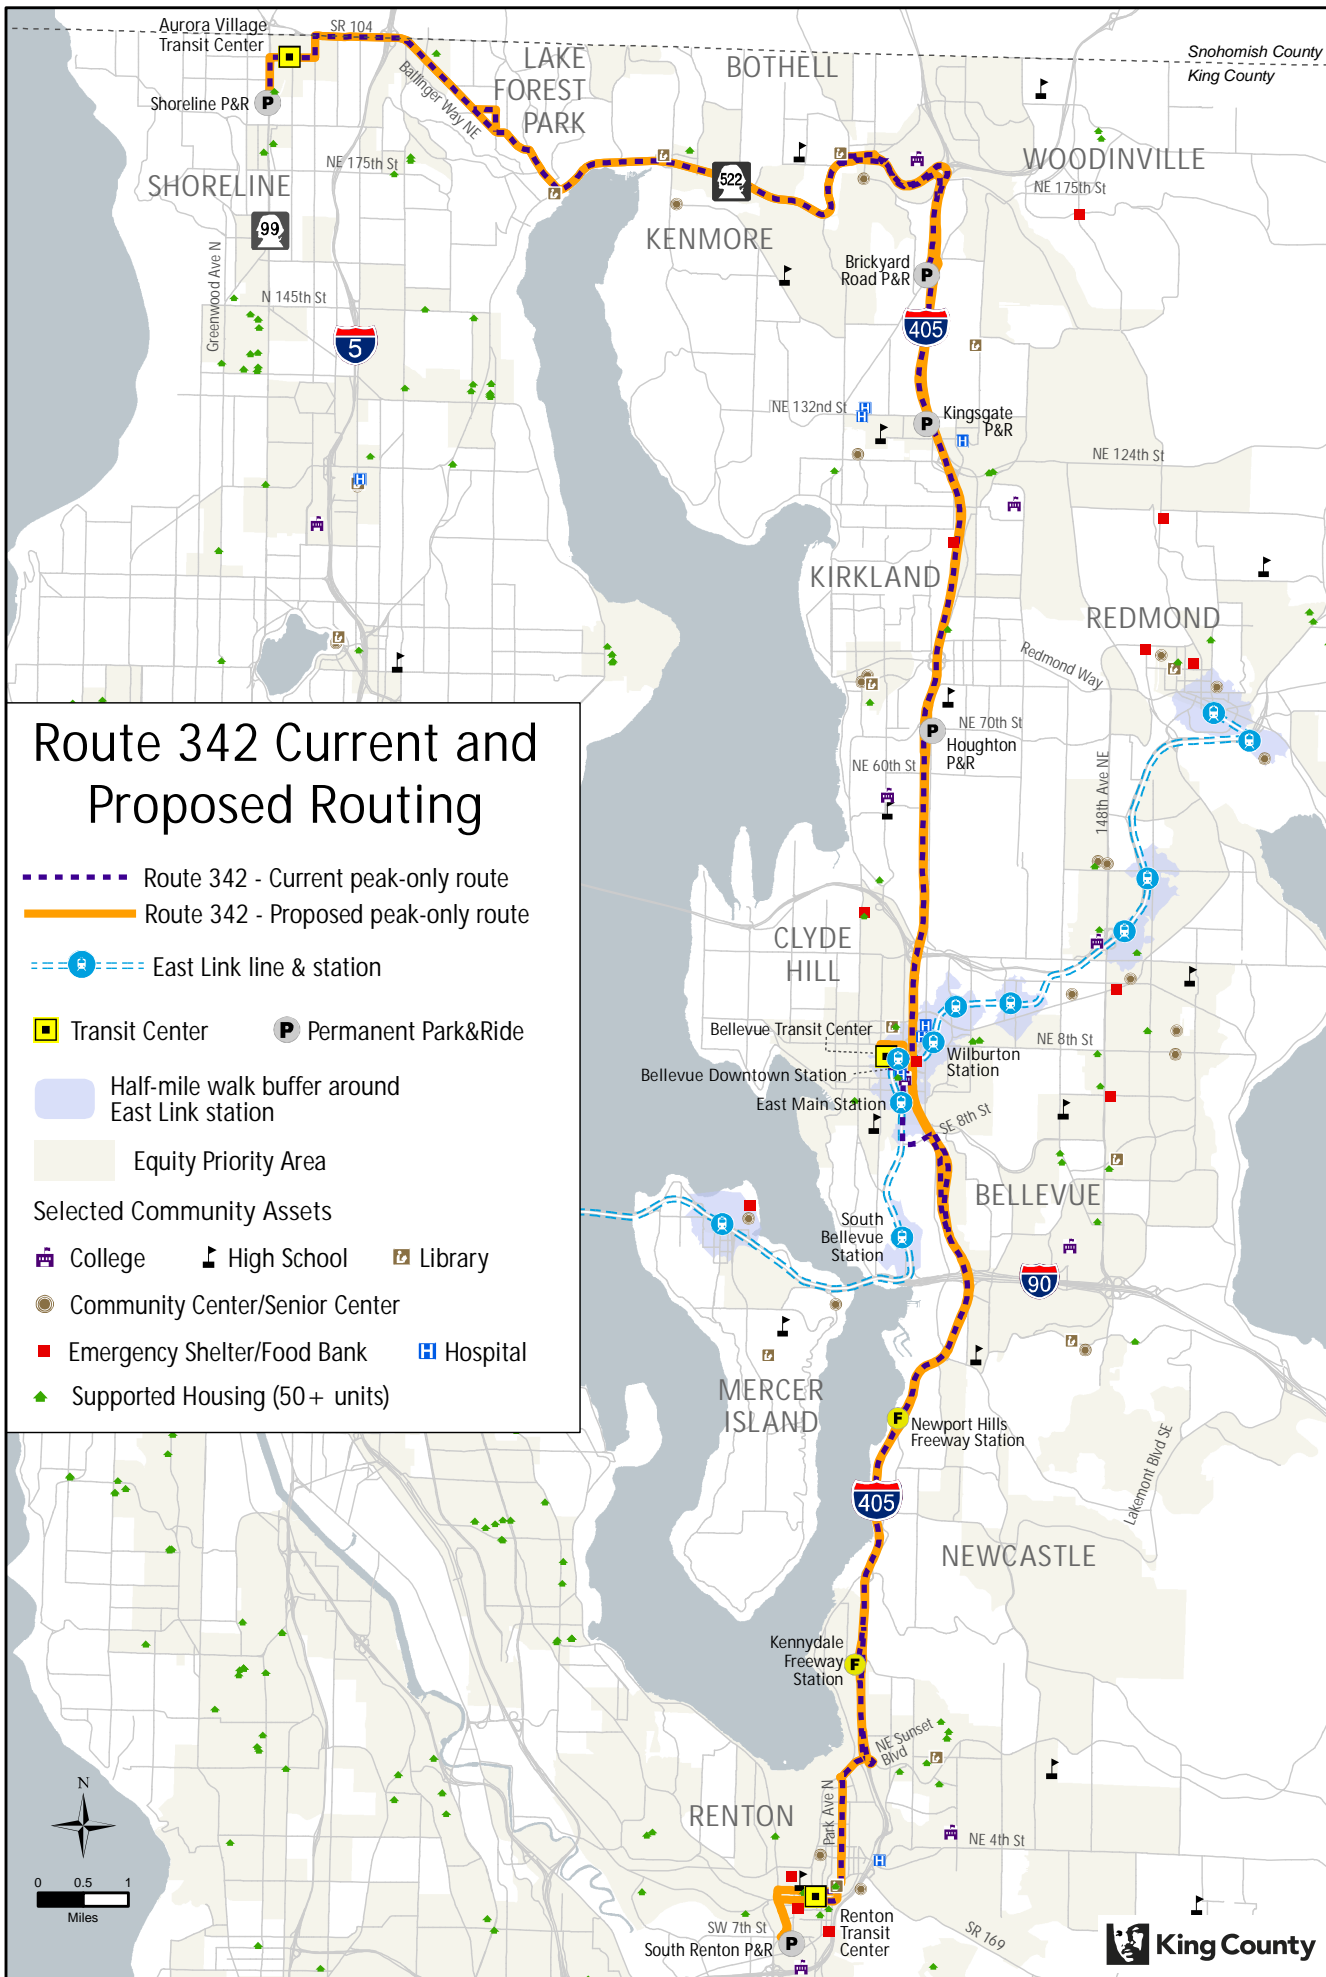 Aurora Village
Transit Center
SR 104
LAKE
FOREST
PARK
BOTHELL
Snohomish County
King County
Shoreline P&R
P
Ballinger Way NE
NE 175th St
SHORELINE
99
522
WOODINVILLE
NE 175th St
KENMORE
Brickyard
Road P&R
P
Greenwood Ave N
N 145th St
5
405
NE 132nd St
Kingsgate
P&R
P
NE 124th St
KIRKLAND
REDMOND
Redmond Way
NE 70th St
P
Houghton
P&R
NE 60th St
148th Ave NE
Route 342 Current and
Proposed Routing
Route 342 - Current peak-only route
Route 342 - Proposed peak-only route
East Link line & station
Transit Center
P
Permanent Park&Ride
Half-mile walk buffer around
East Link station
Equity Priority Area
Selected Community Assets
College
High School
Library
Community Center/Senior Center
Emergency Shelter/Food Bank
H
Hospital
Supported Housing (50+ units)
CLYDE
HILL
Bellevue Transit Center
Bellevue Downtown Station
East Main Station
Wilburton
Station
NE 8th St
SE 8th St
BELLEVUE
South
Bellevue
Station
90
MERCER
ISLAND
F
Newport Hills
Freeway Station
405
Lakemont Blvd SE
NEWCASTLE
Kennydale
Freeway
Station
F
NE Sunset
Blvd
RENTON
Park Ave N
NE 4th St
SW 7th St
South Renton P&R
P
Renton
Transit
Center
SR 169
N
0 0.5 1
Miles
King County